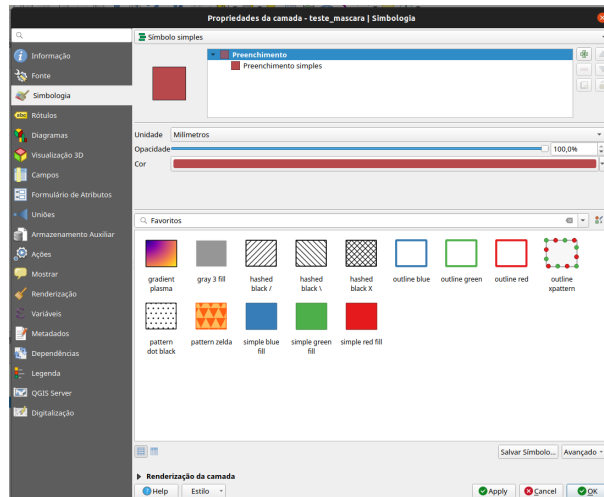 Propriedades da camada - teste_mascara | Simbologia
Informação
Fonte
Simbologia
abc Rótulos
Diagramas
Visualização 3D
Campos
Formulário de Atributos
Uniões
Armazenamento Auxiliar
Ações
Mostrar
Renderização
Variáveis
Metadados
Dependências
Legenda
QGIS Server
Digitalização
Símbolo simples
Preenchimento
Preenchimento simples
Unidade Milímetros
Opacidade 100,0%
Cor
Favoritos
gradient plasma
gray 3 fill
hashed black /
hashed black \
hashed black X
outline blue
outline green
outline red
outline xpattern
pattern dot black
pattern zelda
simple blue fill
simple green fill
simple red fill
Salvar Símbolo... Avançado
Renderização da camada
Help Estilo Apply Cancel OK